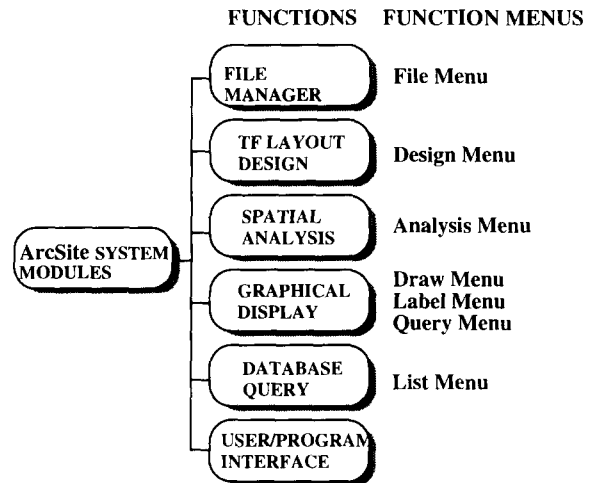 FUNCTIONS FUNCTION MENUS
FILE
MANAGER
File Menu
TF LAYOUT
DESIGN
Design Menu
SPATIAL
ANALYSIS
Analysis Menu
ArcSite SYSTEM
MODULES
GRAPHICAL
DISPLAY
Draw Menu
Label Menu
Query Menu
DATABASE
QUERY
List Menu
USER/PROGRAM
INTERFACE